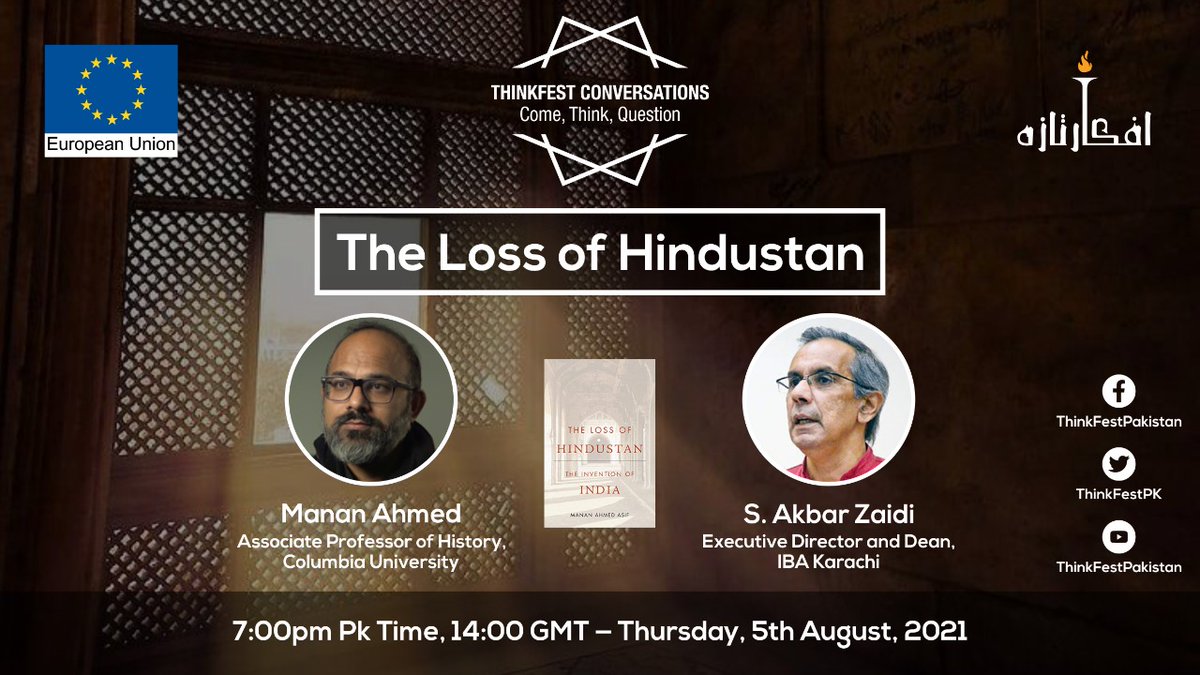 European Union
THINKFEST CONVERSATIONS
Come, Think, Question
افکارتازہ
The Loss of Hindustan
THE LOSS OF
HINDUSTAN
THE INVENTION OF
INDIA
MANAN AHMED ASIF
Manan Ahmed
Associate Professor of History,
Columbia University
S. Akbar Zaidi
Executive Director and Dean,
IBA Karachi
ThinkFestPakistan
ThinkFestPK
ThinkFestPakistan
7:00pm Pk Time, 14:00 GMT – Thursday, 5th August, 2021